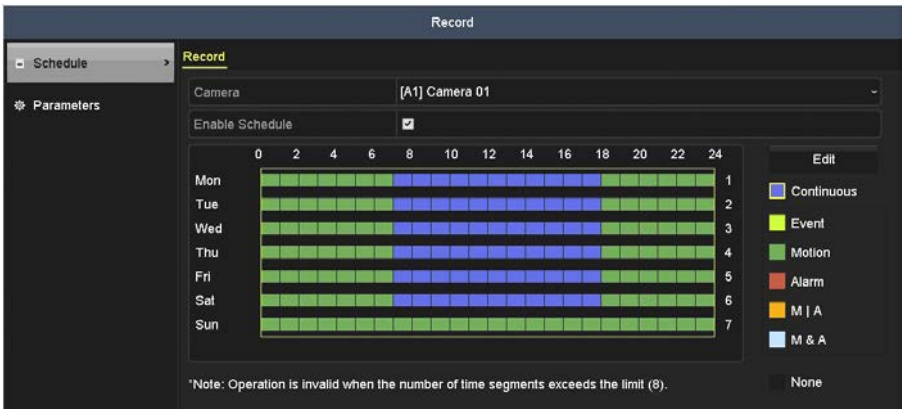 Record
Schedule
Parameters
Record
Camera [A1] Camera 01
Enable Schedule
0 2 4 6 8 10 12 14 16 18 20 22 24
Mon 1
Tue 2
Wed 3
Thu 4
Fri 5
Sat 6
Sun 7
Edit
Continuous
Event
Motion
Alarm
M | A
M & A
None
*Note: Operation is invalid when the number of time segments exceeds the limit (8).